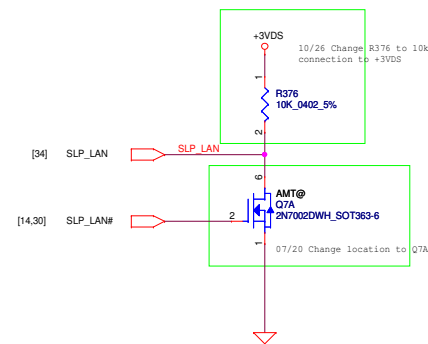 +3VDS
10/26 Change R376 to 10k
connection to +3VDS
1
R376
10K_0402_5%
2
[34] SLP_LAN SLP_LAN
6
AMT@
Q7A
2N7002DWH_SOT363-6
[14,30] SLP_LAN# 2
1
07/20 Change location to Q7A